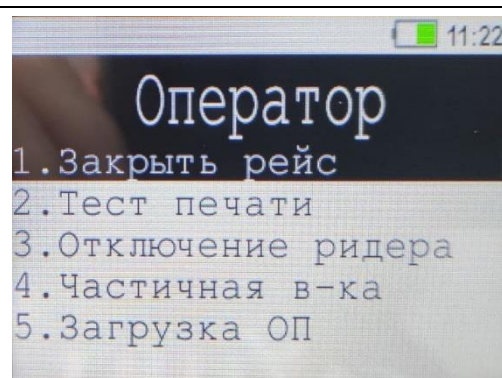 11:22
Оператор
1.Закрыть рейс
2.Тест печати
3.Отключение ридера
4.Частичная в-ка
5.Загрузка ОП